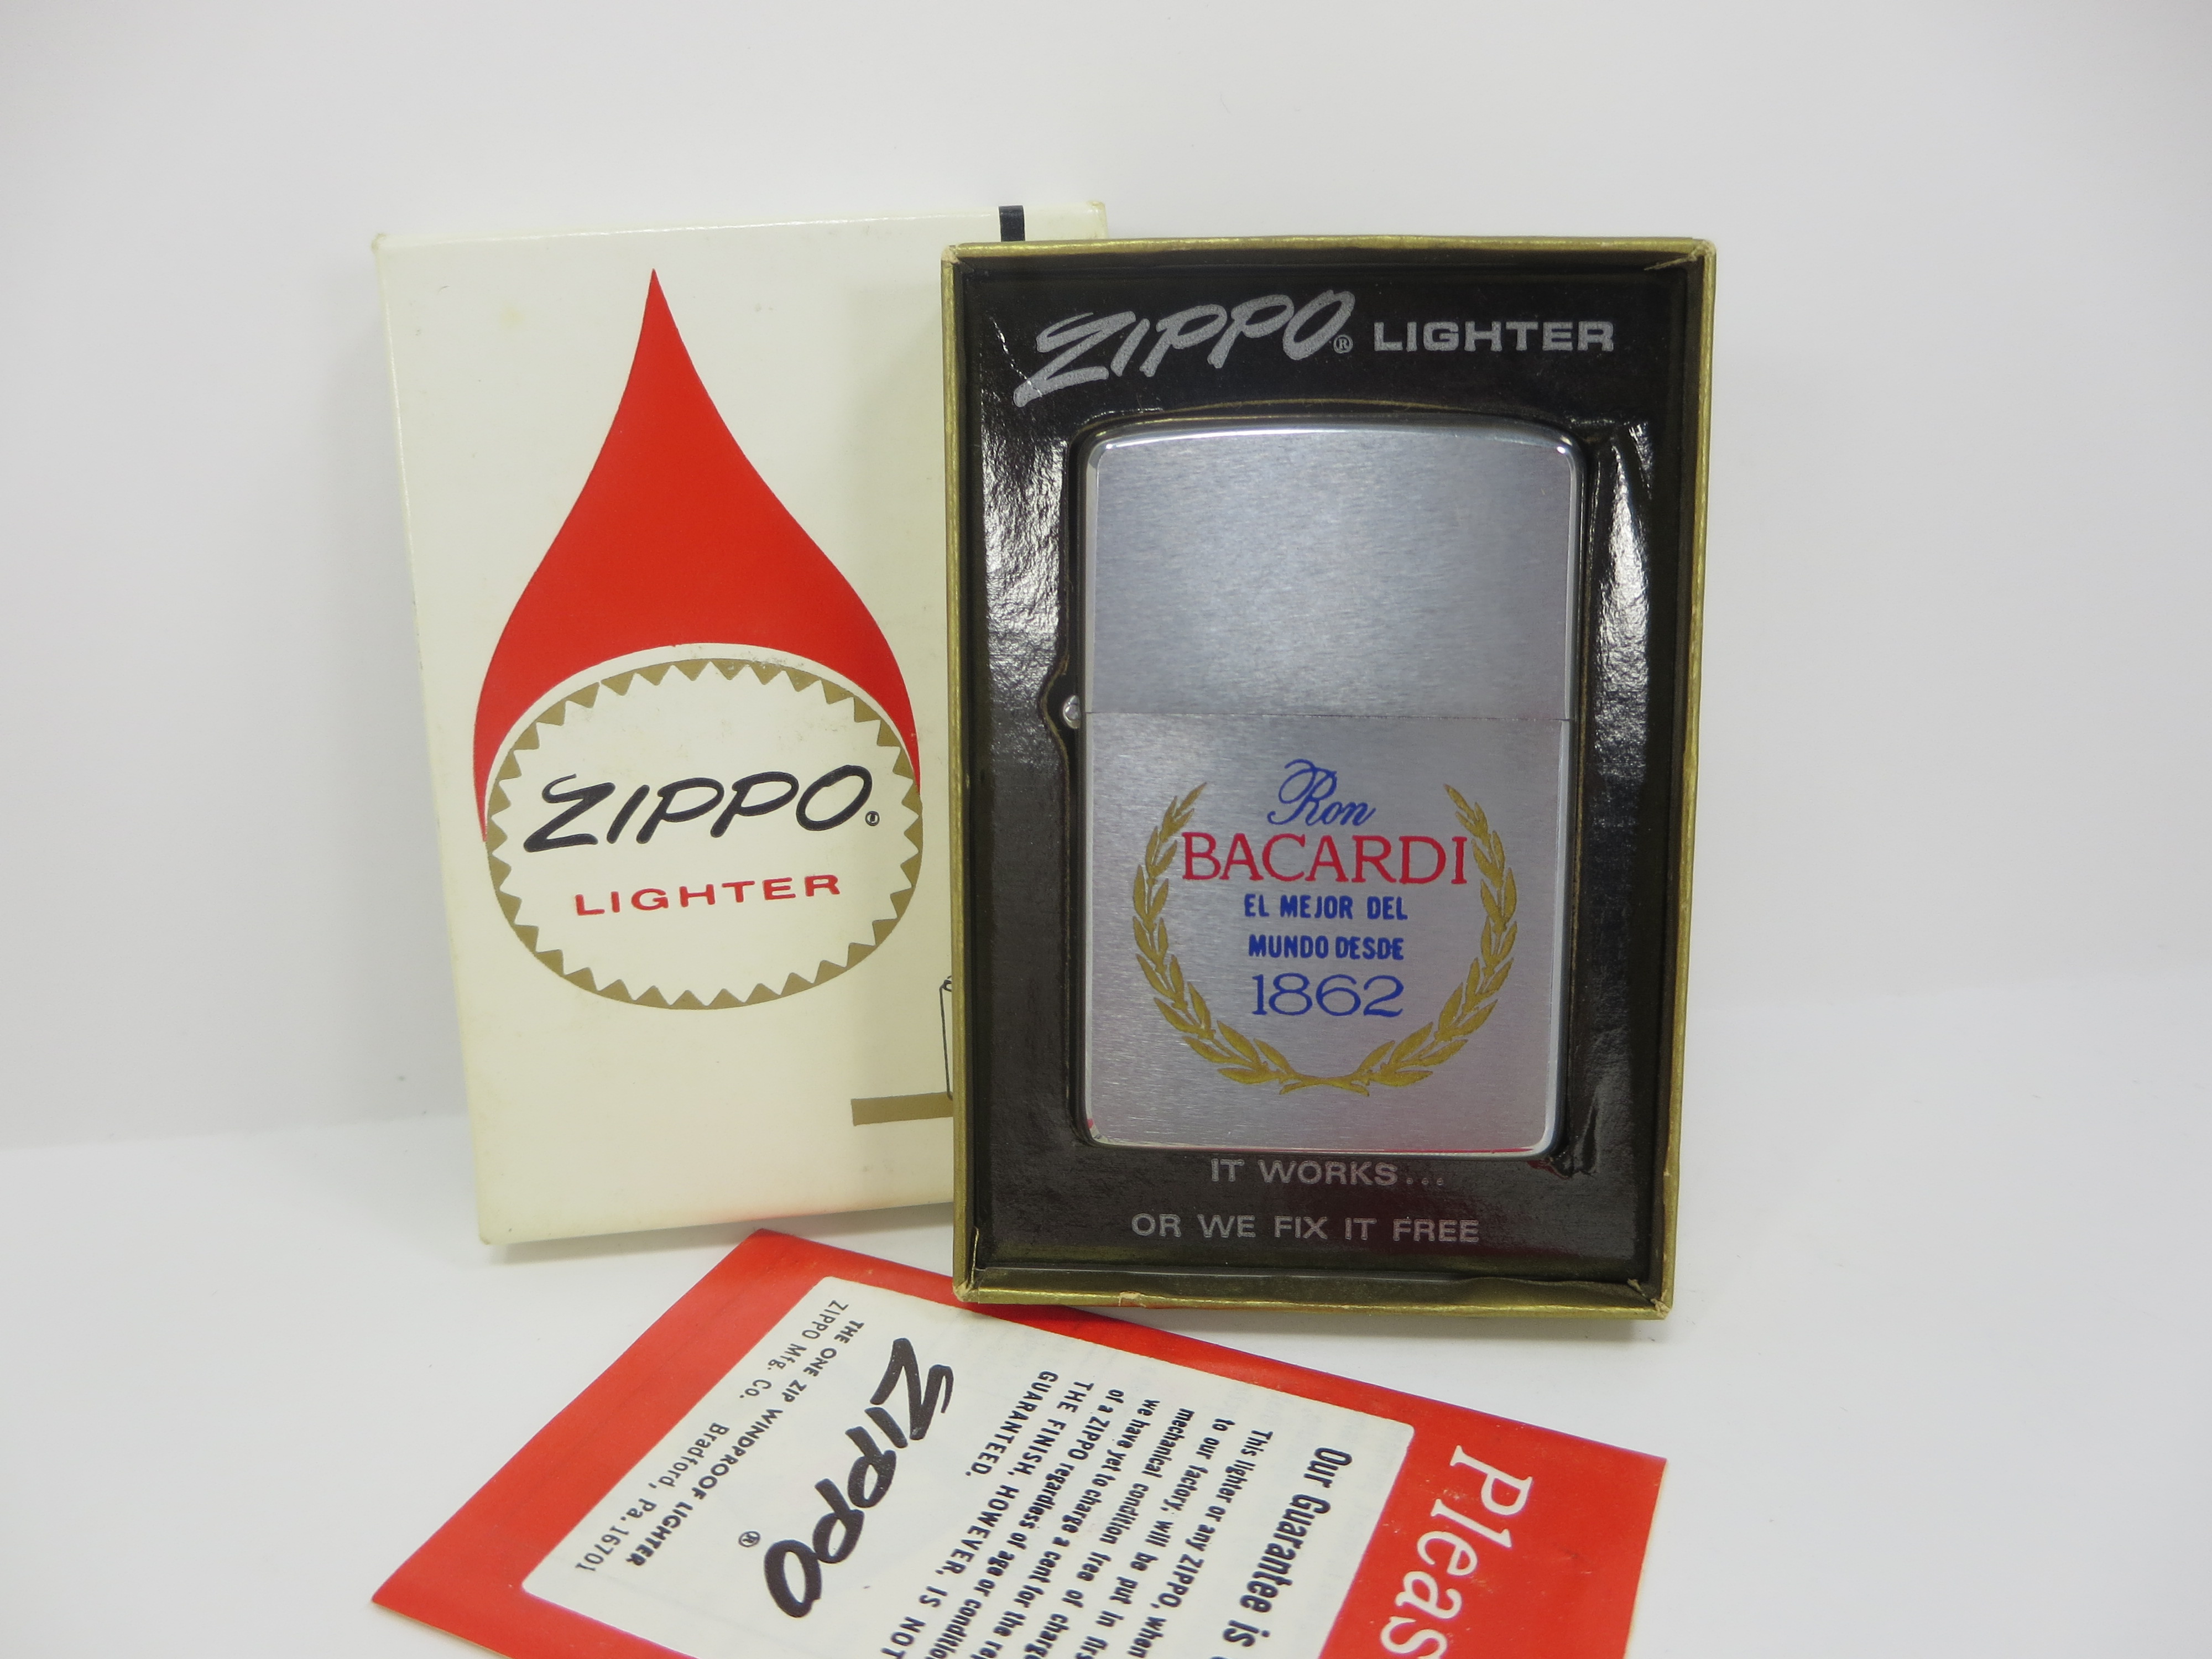 ZIPPO®
LIGHTER
ZIPPO® LIGHTER
Ron
BACARDI
EL MEJOR DEL
MUNDO DESDE
1862
IT WORKS...
OR WE FIX IT FREE
Pleas
Our Guarantee is
This lighter or any ZIPPO, when
to our factory, will be put in firs
mechanical condition free of charge
we have yet to charge a cent for the
of a ZIPPO regardless of age or condition
THE FINISH, HOWEVER, IS NOT
GUARANTEED.
ZIPPO®
THE ONE ZIP WINDPROOF LIGHTER
ZIPPO Mfg. Co. Bradford, Pa. 16701